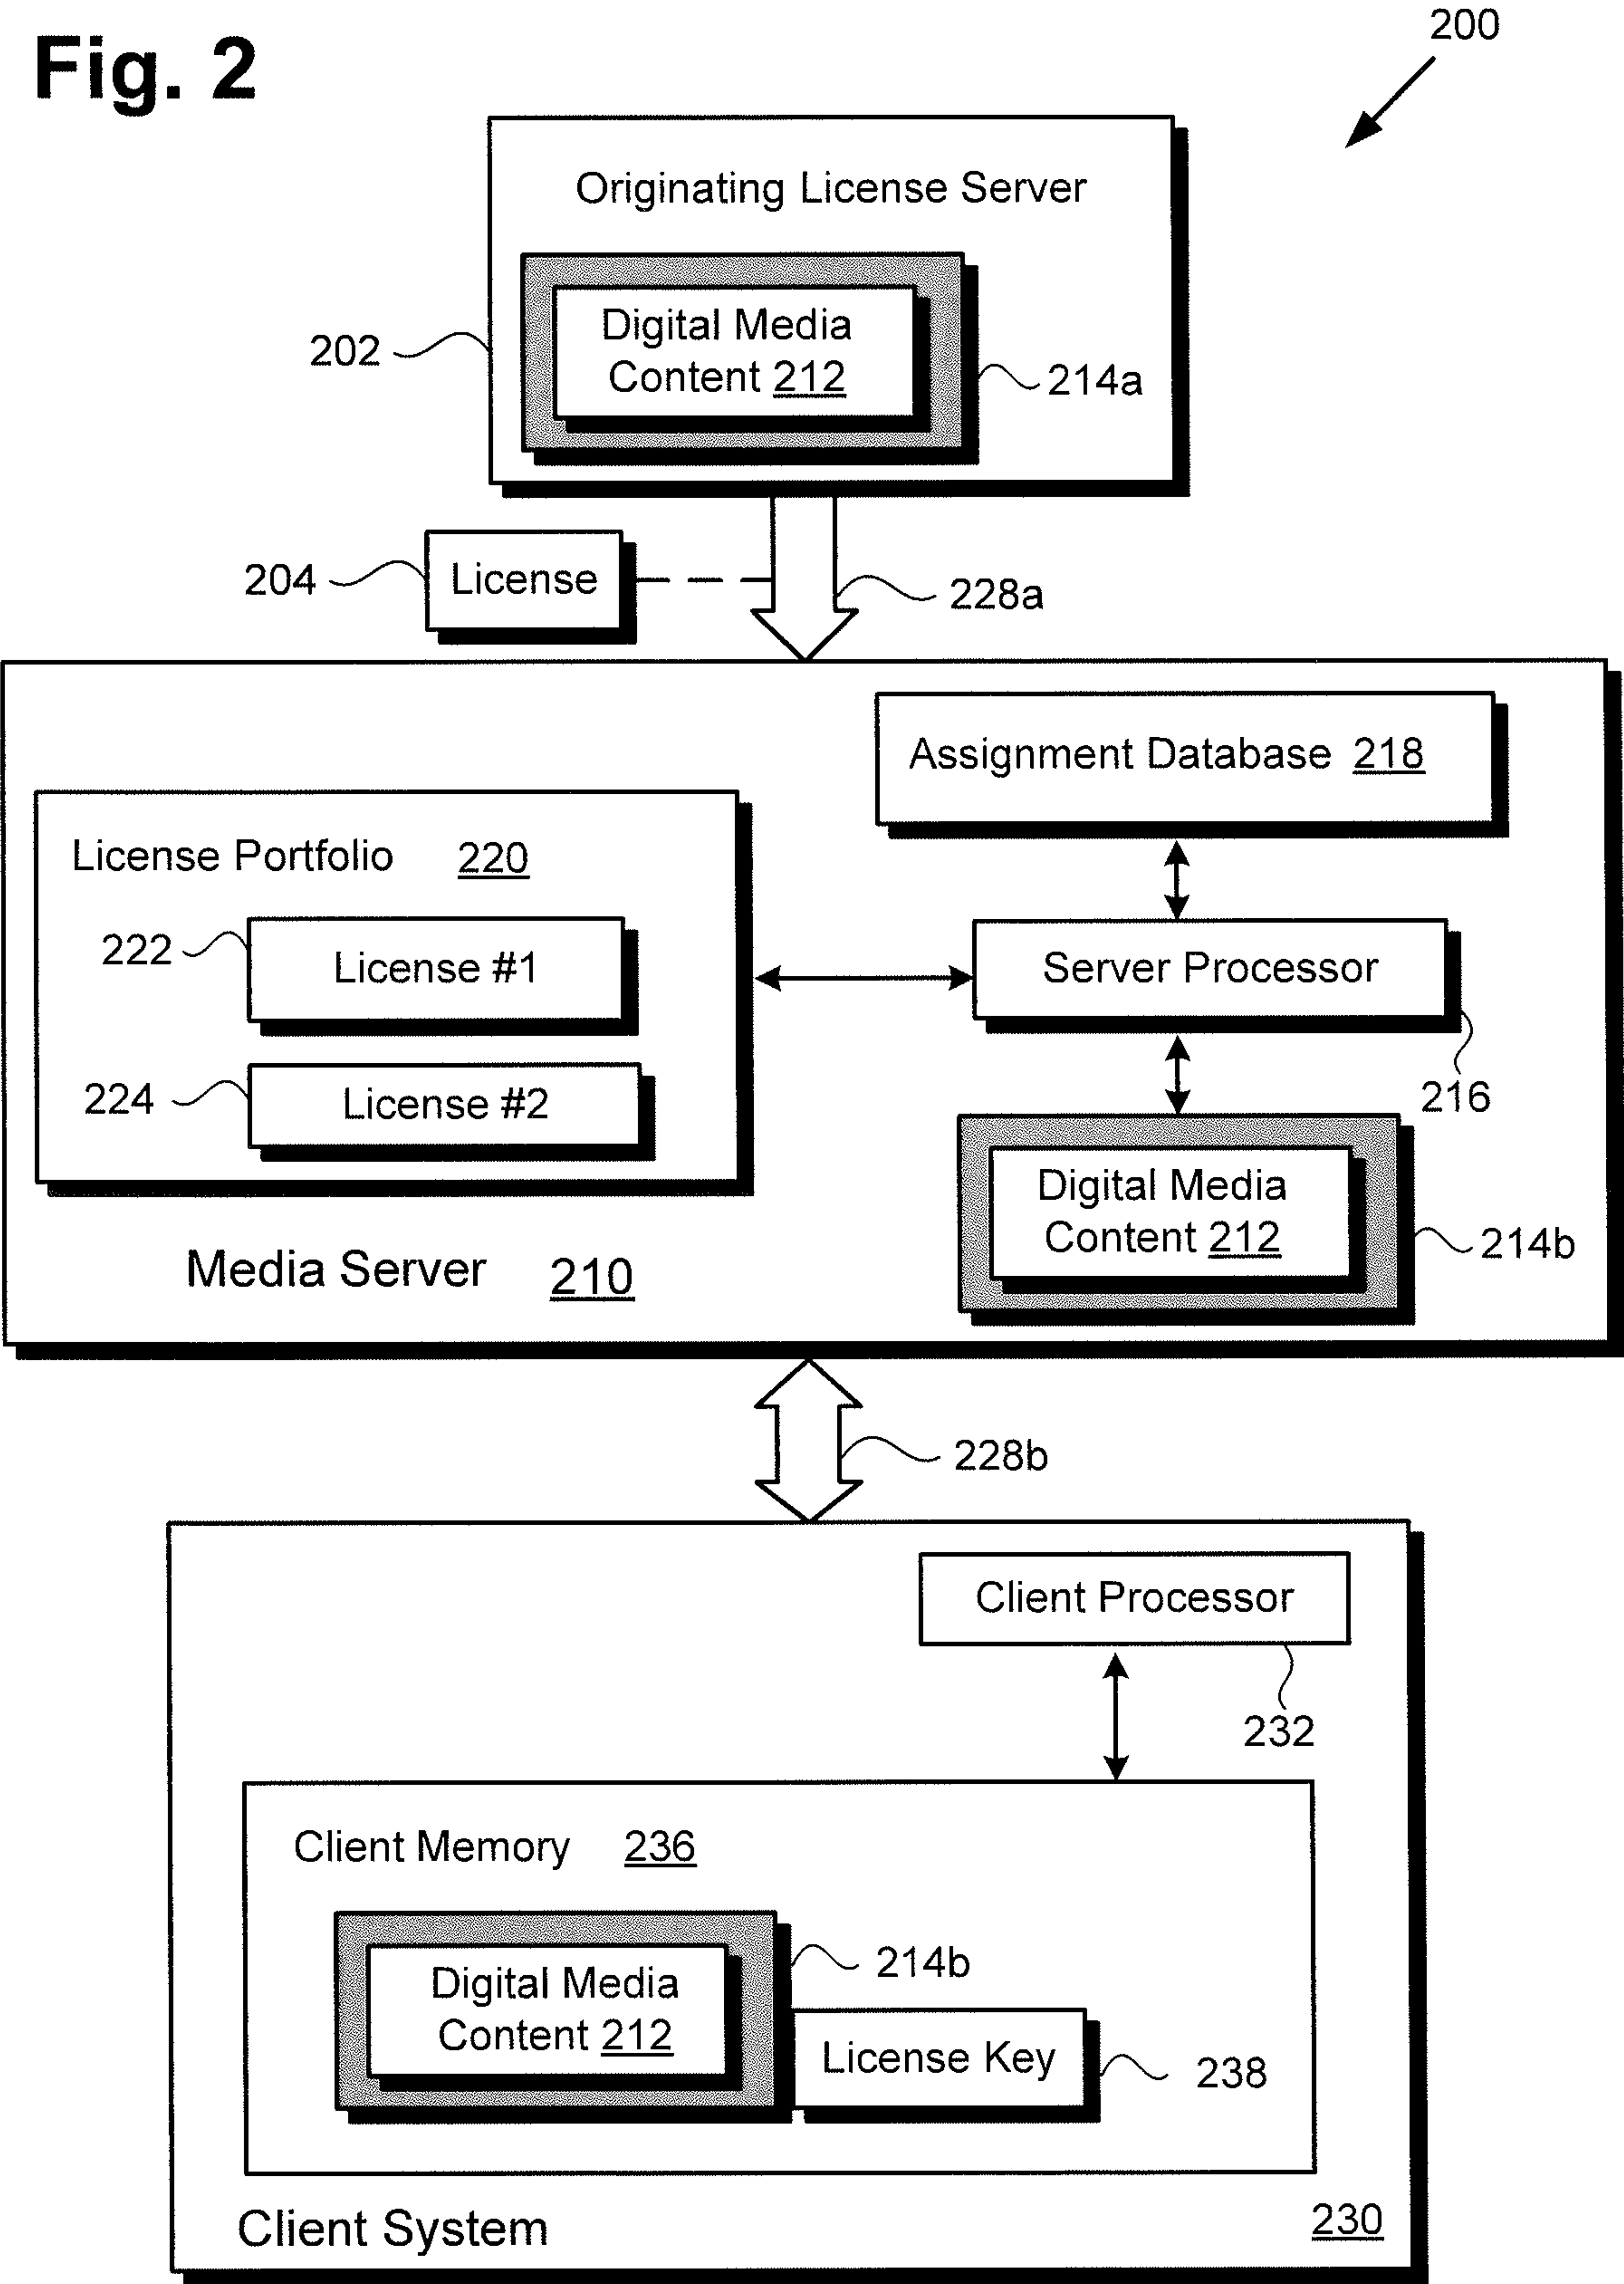 Fig. 2
200
Originating License Server
Digital Media
Content 212
202
214a
License
204
228a
Assignment Database 218
License Portfolio 220
222
License #1
Server Processor
216
224
License #2
Digital Media
Content 212
214b
Media Server 210
228b
Client Processor
232
Client Memory 236
Digital Media
Content 212
214b
License Key
238
Client System
230